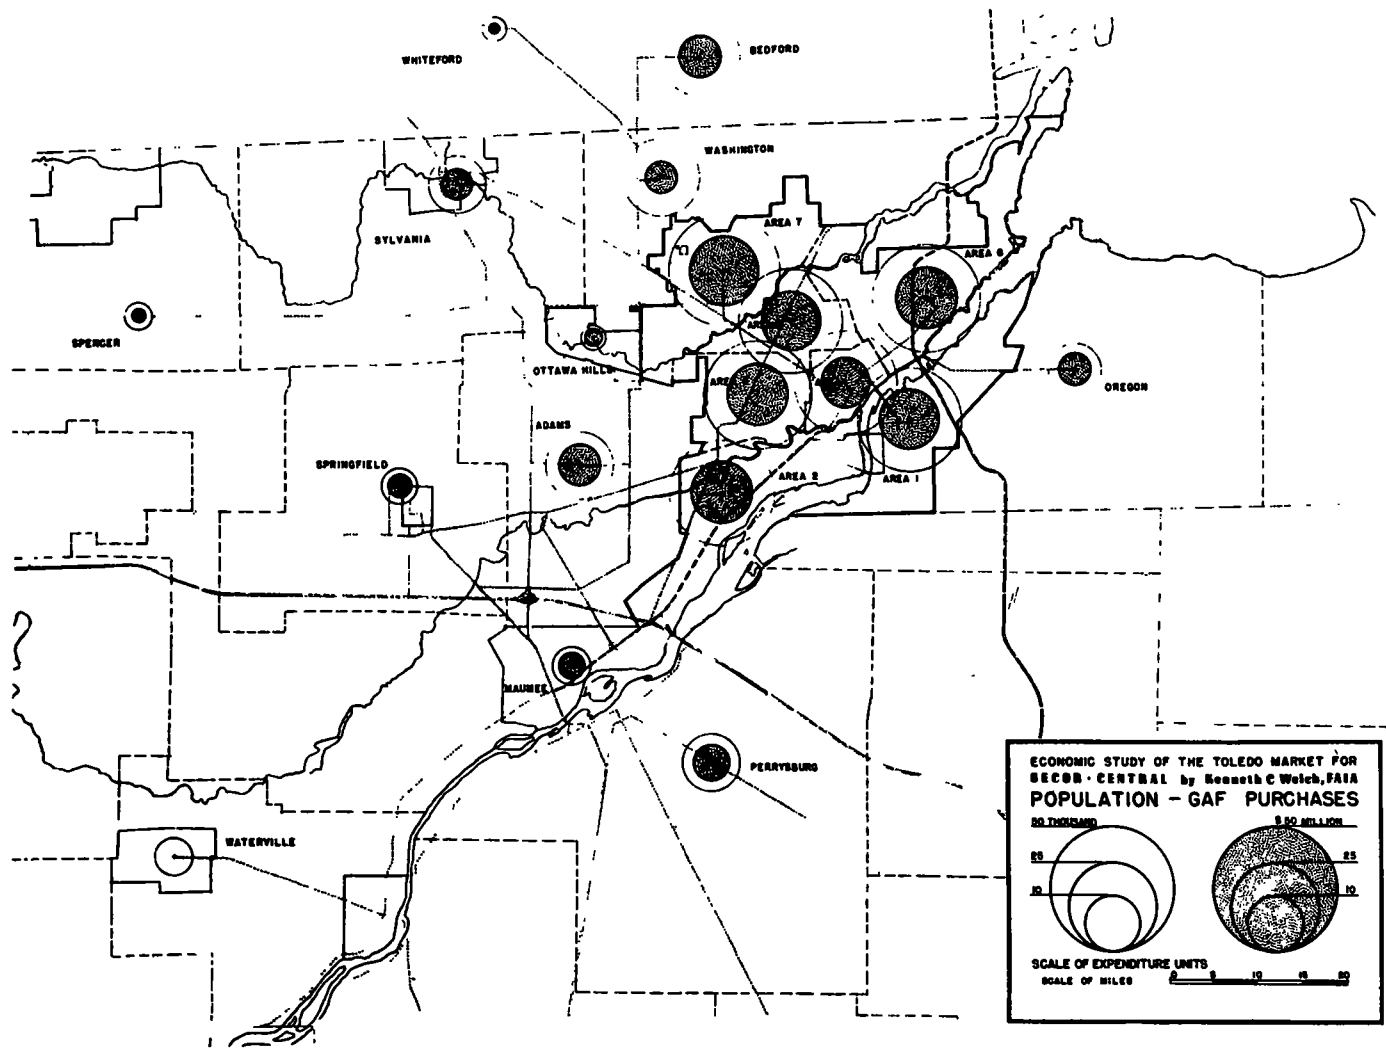 WHITEFORD
BEDFORD
WASHINGTON
SYLVANIA
AREA 7
AREA 6
SPENCER
OTTAWA HILLS
OREGON
ADAMS
SPRINGFIELD
AREA 2
AREA 1
MAUMEE
PERRYSBURG
WATERVILLE
ECONOMIC STUDY OF THE TOLEDO MARKET FOR
SECOR · CENTRAL by Kenneth C Welch, FAIA
POPULATION – GAF PURCHASES
50 THOUSAND
$ 50 MILLION
25
25
10
10
SCALE OF EXPENDITURE UNITS
SCALE OF MILES
0 5 10 15 20